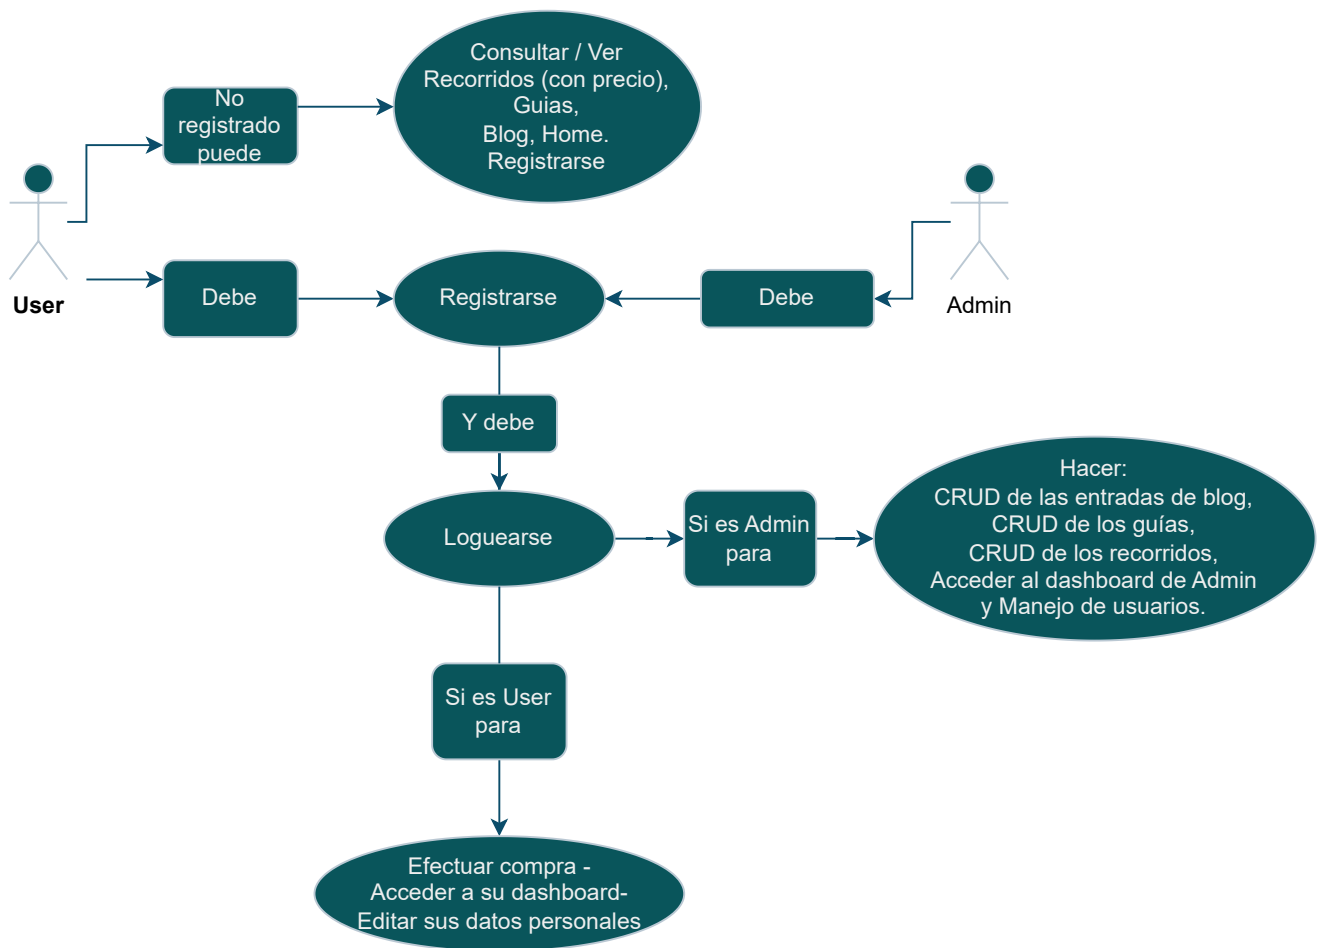 Consultar / Ver
Recorridos (con precio),
Guias,
Blog, Home.
Registrarse
No
registrado
puede
User
Debe
Registrarse
Debe
Admin
Y debe
Loguearse
Si es Admin
para
Hacer:
CRUD de las entradas de blog,
CRUD de los guías,
CRUD de los recorridos,
Acceder al dashboard de Admin
y Manejo de usuarios.
Si es User
para
Efectuar compra -
Acceder a su dashboard-
Editar sus datos personales